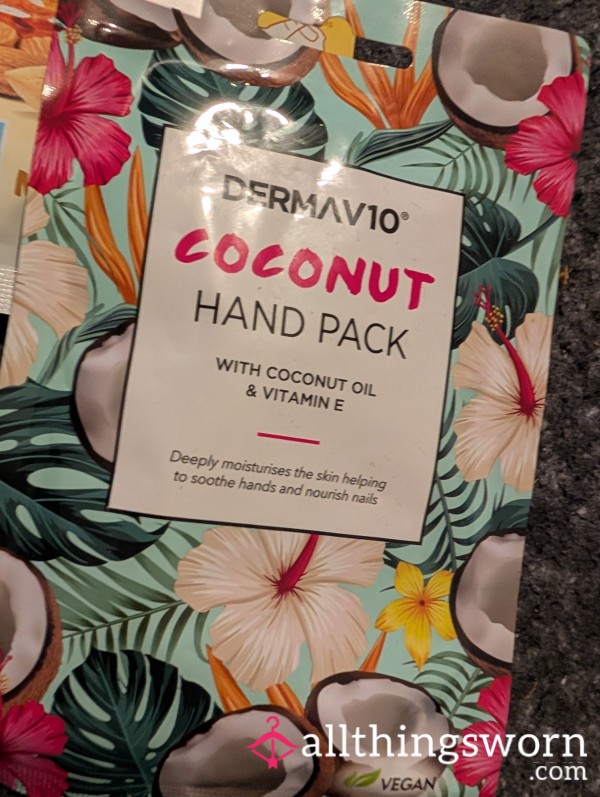 DERMAV10®
COCONUT
HAND PACK
WITH COCONUT OIL
& VITAMIN E
Deeply moisturises the skin helping
to soothe hands and nourish nails
allthingsworn
.com
VEGAN